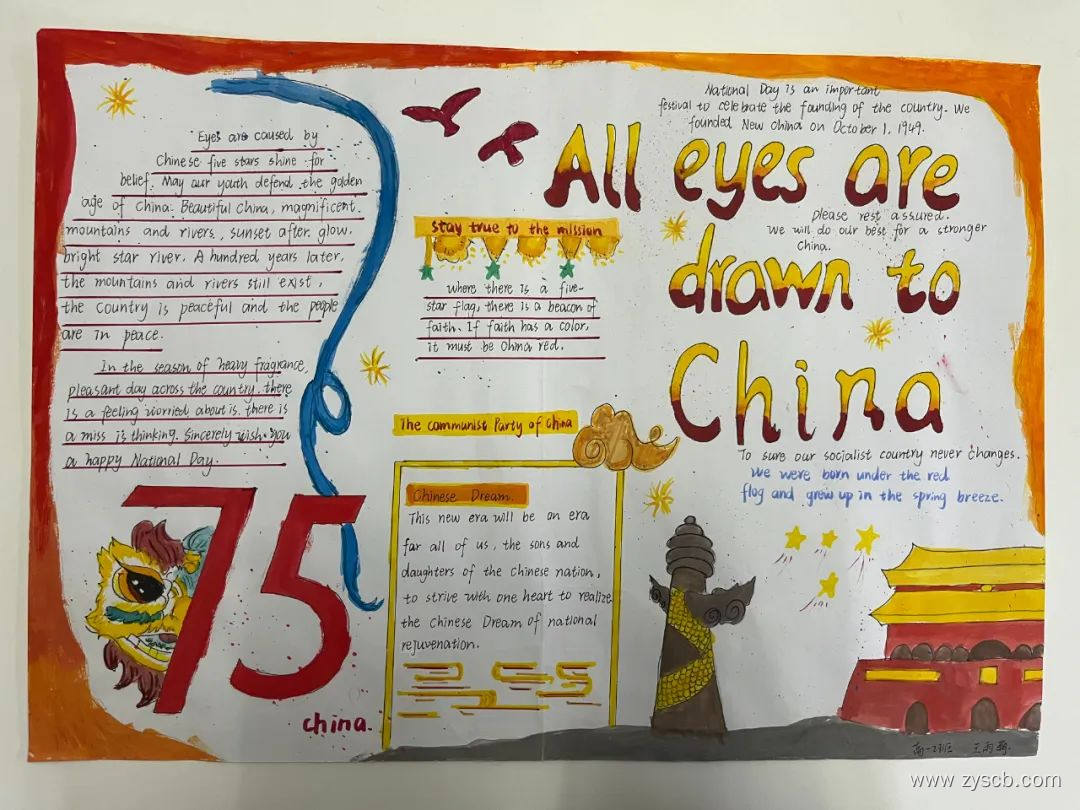 Eyes are caused by
Chinese five stars shine for
belief. May our youth defend the golden
age of China. Beautiful China, magnificent
mountains and rivers, sunset after glow.
bright star river. A hundred years later,
the mountains and rivers still exist,
the country is peaceful and the people
are in peace.
In the season of heavy fragrance,
pleasant day across the country. there
is a feeling worried about is. there is
a miss is thinking. Sincerely wish you
a happy National Day.
75
china.
stay true to the mission
where there is a five-
star flag, there is a beacon of
faith. If faith has a color,
it must be China red.
The communist Party of China
Chinese Dream.
This new era will be an era
far all of us, the sons and
daughters of the Chinese nation,
to strive with one heart to realize
the Chinese Dream of national
rejuvenation.
National Day is an important
festival to celebrate the founding of the country. We
founded New China on October 1, 1949.
All eyes are
please rest assured.
We will do our best for a stronger
China.
drawn to
China
To sure our socialist country never changes.
We were born under the red
flag and grew up in the spring breeze.
高一2班 王雨
www.zyscb.com